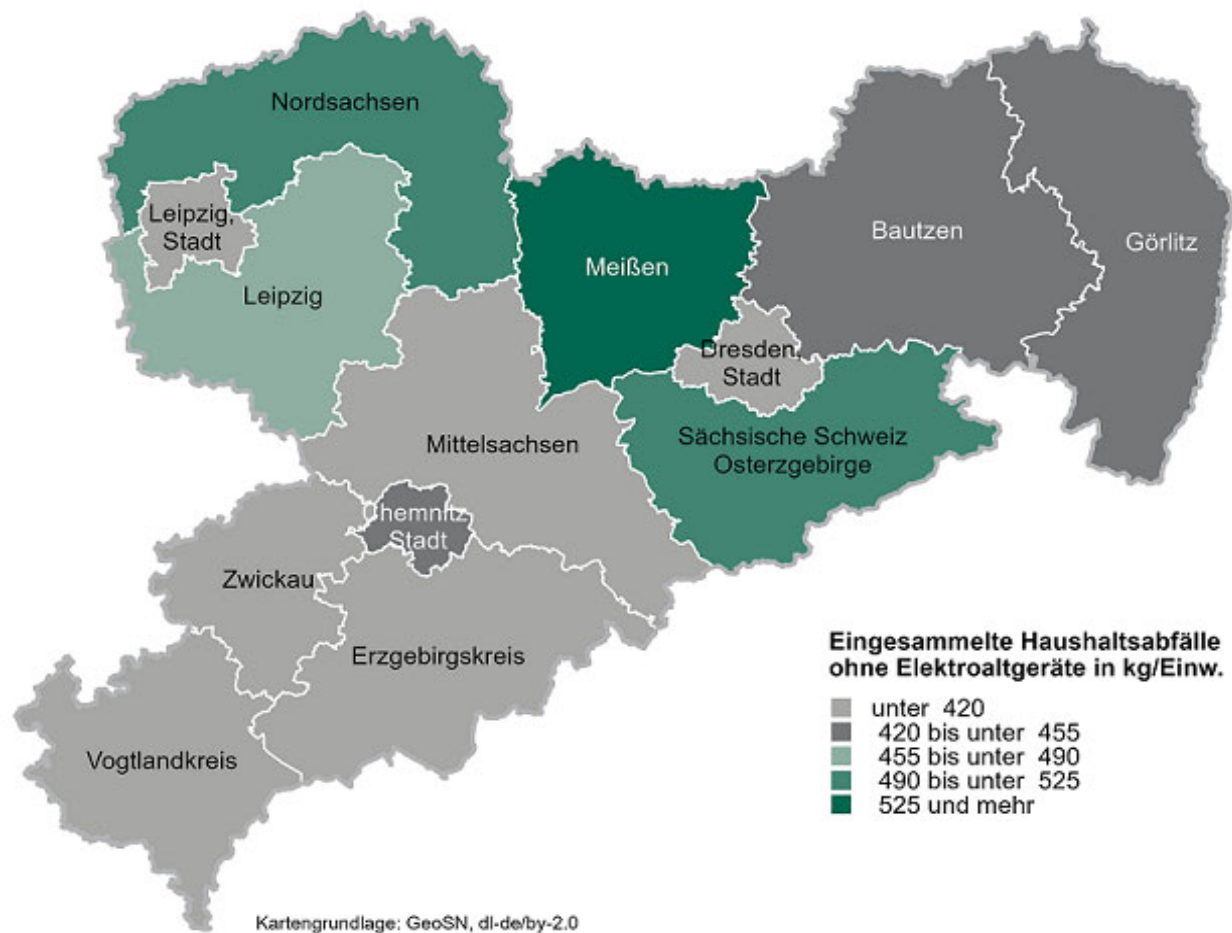 Nordsachsen
Leipzig,
Stadt
Leipzig
Meißen
Bautzen
Görlitz
Dresden,
Stadt
Sächsische Schweiz
Osterzgebirge
Mittelsachsen
Chemnitz,
Stadt
Zwickau
Erzgebirgskreis
Vogtlandkreis
Eingesammelte Haushaltsabfälle
ohne Elektroaltgeräte in kg/Einw.
unter 420
420 bis unter 455
455 bis unter 490
490 bis unter 525
525 und mehr
Kartengrundlage: GeoSN, dl-de/by-2.0